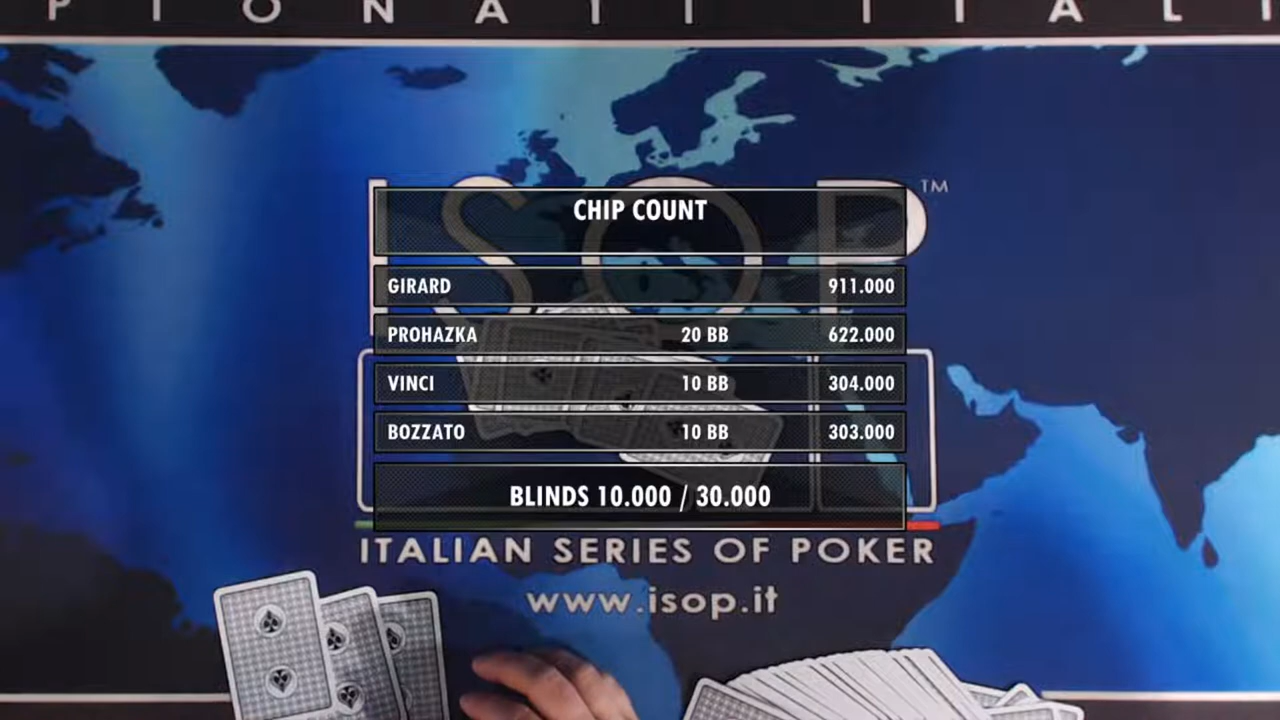 P I O N A T I I T A L I
ISOP™
CHIP COUNT
GIRARD 911.000
PROHAZKA 20 BB 622.000
VINCI 10 BB 304.000
BOZZATO 10 BB 303.000
BLINDS 10.000 / 30.000
ITALIAN SERIES OF POKER
www.isop.it